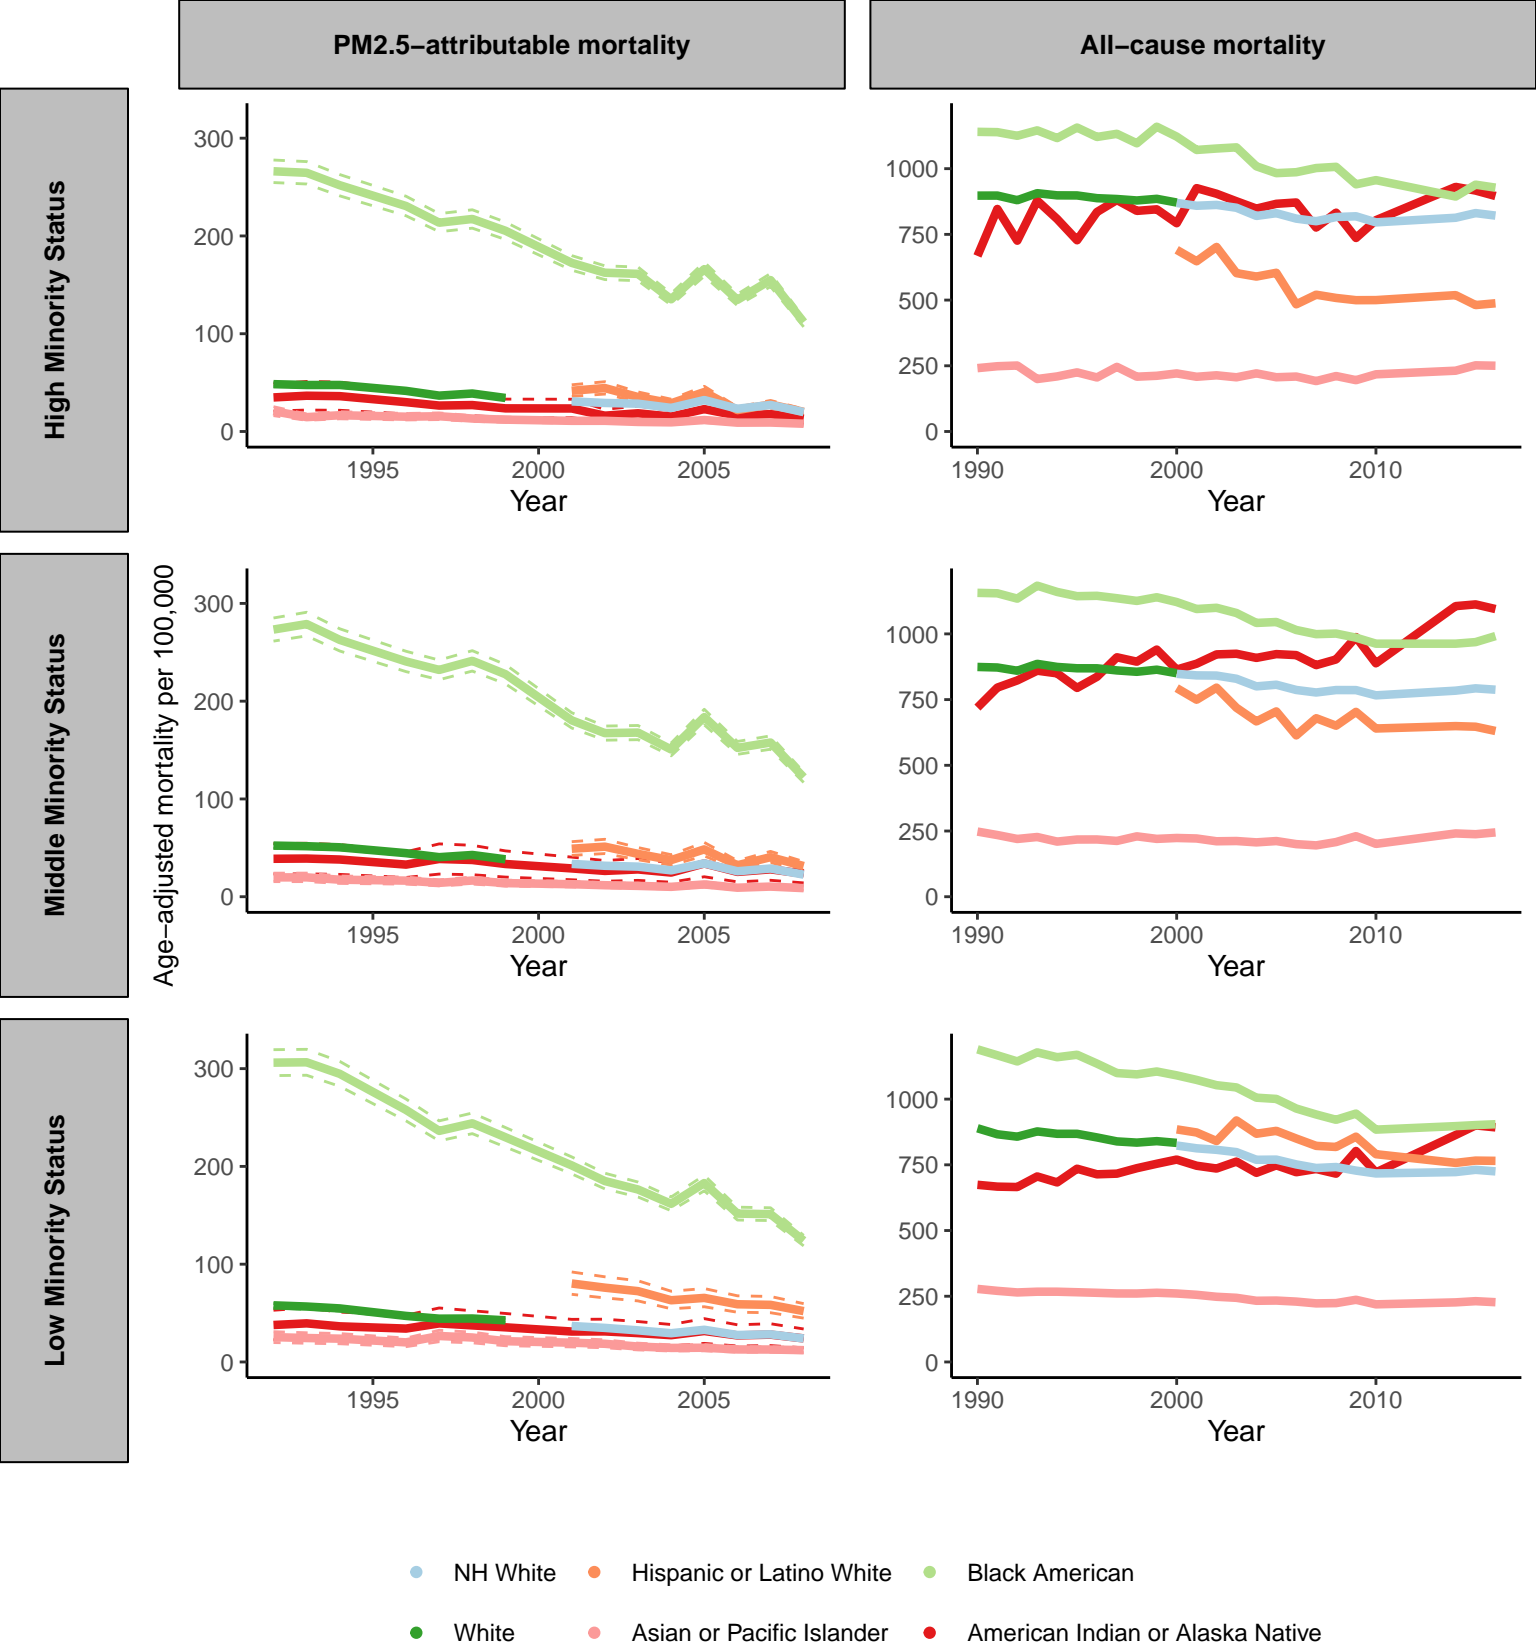 PM2.5−attributable mortality
All−cause mortality
High Minority Status
300
200
100
0
1995
2000
2005
Year
1000
750
500
250
0
1990
2000
2010
Year
Middle Minority Status
Age−adjusted mortality per 100,000
300
200
100
0
1995
2000
2005
Year
1000
750
500
250
0
1990
2000
2010
Year
Low Minority Status
300
200
100
0
1995
2000
2005
Year
1000
750
500
250
0
1990
2000
2010
Year
NH White
Hispanic or Latino White
Black American
White
Asian or Pacific Islander
American Indian or Alaska Native